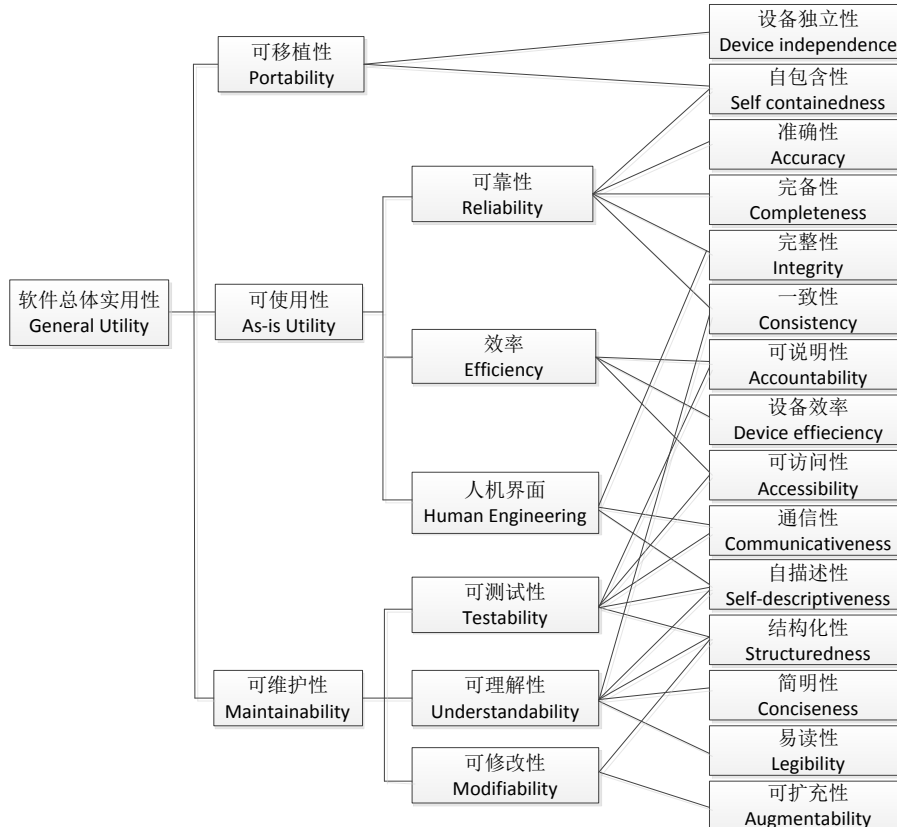 软件总体实用性
General Utility
可移植性
Portability
可使用性
As-is Utility
可维护性
Maintainability
可靠性
Reliability
效率
Efficiency
人机界面
Human Engineering
可测试性
Testability
可理解性
Understandability
可修改性
Modifiability
设备独立性
Device independence
自包含性
Self containedness
准确性
Accuracy
完备性
Completeness
完整性
Integrity
一致性
Consistency
可说明性
Accountability
设备效率
Device effieciency
可访问性
Accessibility
通信性
Communicativeness
自描述性
Self-descriptiveness
结构化性
Structuredness
简明性
Conciseness
易读性
Legibility
可扩充性
Augmentability